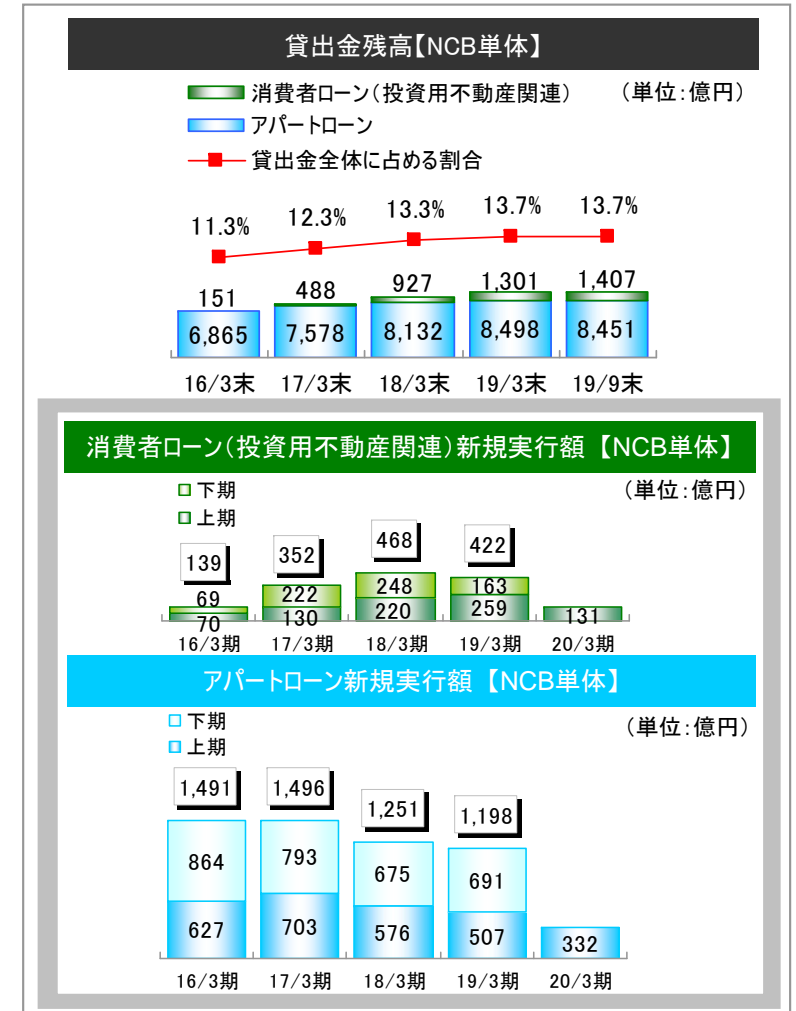 貸出金残高【NCB単体】
消費者ローン（投資用不動産関連） （単位：億円）
アパートローン
貸出金全体に占める割合
11.3% 12.3% 13.3% 13.7% 13.7%
151 488 927 1,301 1,407
6,865 7,578 8,132 8,498 8,451
16/3末 17/3末 18/3末 19/3末 19/9末
消費者ローン（投資用不動産関連）新規実行額【NCB単体】
下期 （単位：億円）
上期
139 352 468 422
69 222 248 163
70 130 220 259 131
16/3期 17/3期 18/3期 19/3期 20/3期
アパートローン新規実行額【NCB単体】
下期 （単位：億円）
上期
1,491 1,496 1,251 1,198
864 793 675 691
627 703 576 507 332
16/3期 17/3期 18/3期 19/3期 20/3期